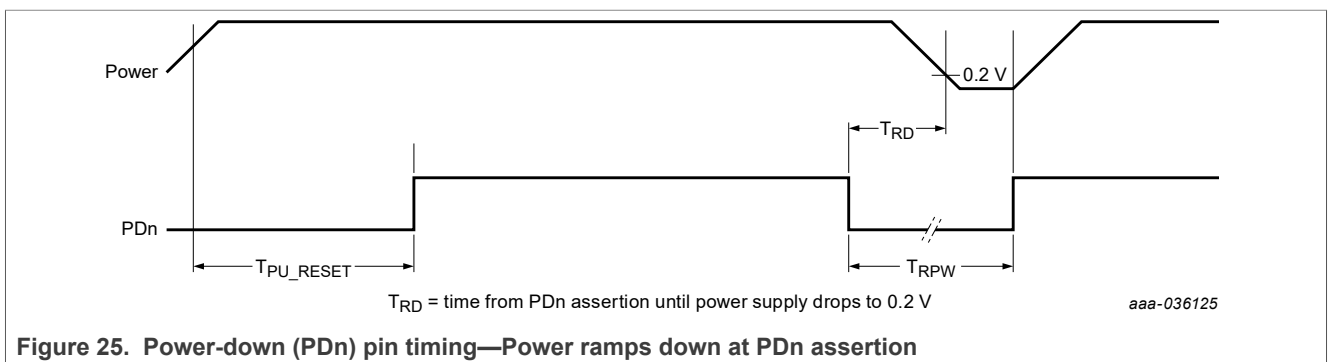 Power
0.2 V
TRD
PDn
TPU_RESET
TRPW
TRD = time from PDn assertion until power supply drops to 0.2 V
aaa-036125
Figure 25. Power-down (PDn) pin timing—Power ramps down at PDn assertion